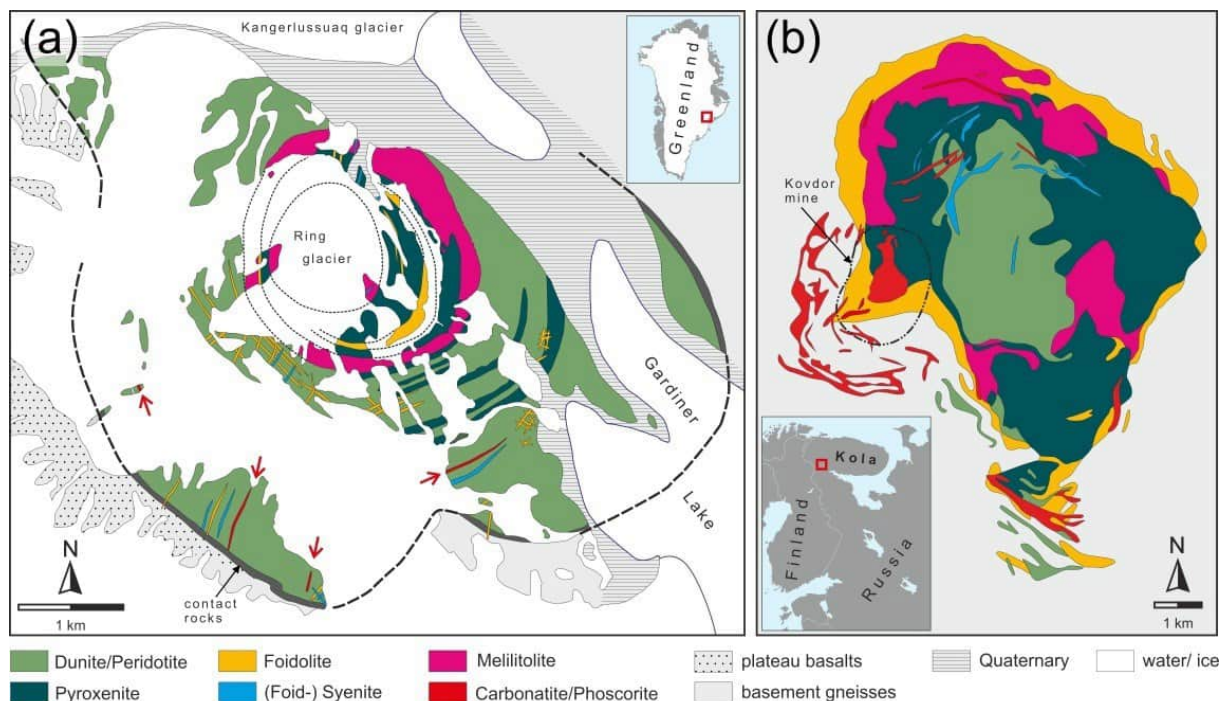 (a)
Kangerlussuaq glacier
Greenland
Ring
glacier
Gardiner
Lake
N
1 km
contact
rocks
(b)
Kovdor
mine
Kola
Finland
Russia
N
1 km
Dunite/Peridotite
Foidolite
Melilitolite
plateau basalts
Quaternary
water/ ice
Pyroxenite
(Foid-) Syenite
Carbonatite/Phoscorite
basement gneisses